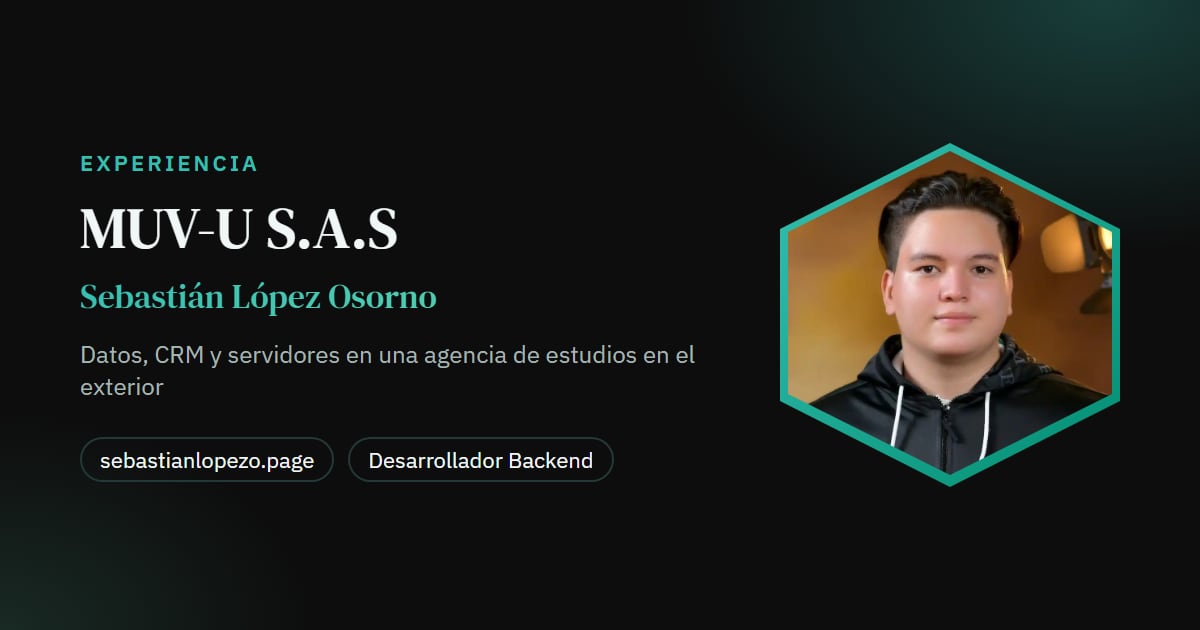 EXPERIENCIA
MUV-U S.A.S
Sebastián López Osorno
Datos, CRM y servidores en una agencia de estudios en el
exterior
sebastianlopezo.page
Desarrollador Backend